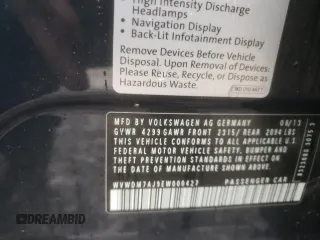 • High Intensity Discharge
Headlamps
• Navigation Display
• Back-Lit Infotainment Display
Remove Devices Before Vehicle
Disposal. Upon Removal of Devices:
Please Reuse, Recycle, or Dispose as
Hazardous Waste.
MFD BY VOLKSWAGEN AG GERMANY 08/13
GVWR 4299 GAWR FRONT 2315/ REAR 2094 LBS
THIS VEHICLE CONFORMS TO ALL APPLICABLE U.S.
FEDERAL MOTOR VEHICLE SAFETY, BUMPER, AND
THEFT PREVENTION STANDARDS IN EFFECT ON THE
DATE OF MANUFACTURE SHOWN ABOVE.
WVWDM7AJ9EW000427 PASSENGER CAR
DREAMBID